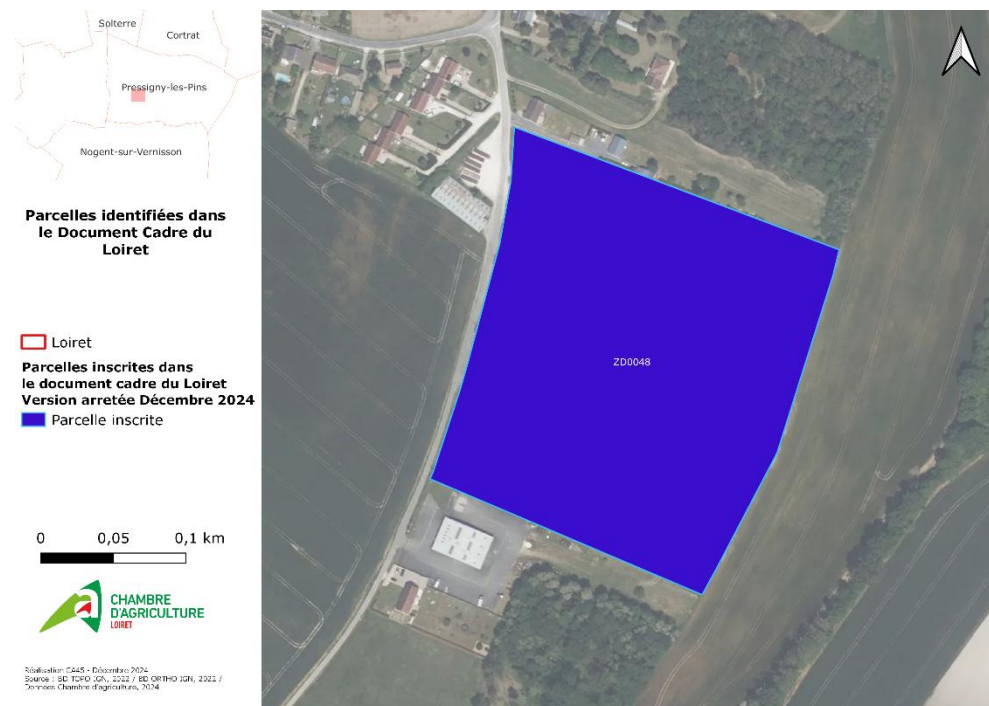 Solterre
Cortrat
Pressigny-les-Pins
Nogent-sur-Vernisson
Parcelles identifiées dans
le Document Cadre du
Loiret
Loiret
Parcelles inscrites dans
le document cadre du Loiret
Version arretée Décembre 2024
Parcelle inscrite
0 0,05 0,1 km
CHAMBRE
D'AGRICULTURE
LOIRET
Réalisation CA45 - Décembre 2024
Source : BD TOPO IGN, 2022 / BD ORTHO IGN, 2022 /
Données Chambre d'agriculture, 2024
ZD0048